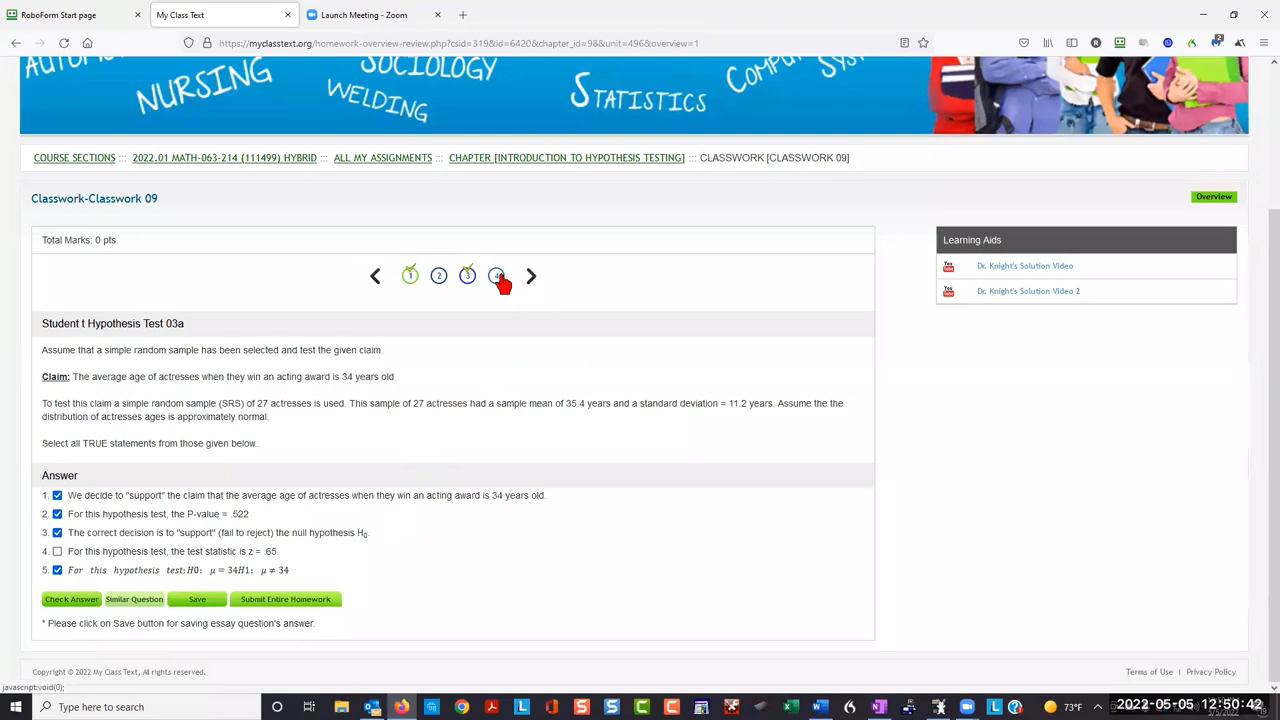 RoboForm Start page
My Class Text
Launch Meeting - Zoom
https://myclasstext.org/homework-overview-review.php?csid=319&id=6420&chapter_id=98&unit=496&overview=1
NURSING
SOCIOLOGY
WELDING
STATISTICS
COURSE SECTIONS ::: 2022.01 MATH-063-214 (111499) HYBRID ::: ALL MY ASSIGNMENTS ::: CHAPTER [INTRODUCTION TO HYPOTHESIS TESTING] ::: CLASSWORK [CLASSWORK 09]
Classwork-Classwork 09
Overview
Total Marks: 0 pts
1 2 3 4
Learning Aids
Dr. Knight's Solution Video
Dr. Knight's Solution Video 2
Student t Hypothesis Test 03a
Assume that a simple random sample has been selected and test the given claim.
Claim: The average age of actresses when they win an acting award is 34 years old
To test this claim a simple random sample (SRS) of 27 actresses is used. This sample of 27 actresses had a sample mean of 35.4 years and a standard deviation = 11.2 years. Assume the the
distribution of actresses ages is approximately normal.
Select all TRUE statements from those given below..
Answer
1. We decide to "support" the claim that the average age of actresses when they win an acting award is 34 years old.
2. For this hypothesis test, the P-value = .522
3. The correct decision is to "support" (fail to reject) the null hypothesis H0.
4. For this hypothesis test, the test statistic is z = .65.
5. For this hypothesis test: H0: μ = 34H1: μ ≠ 34
Check Answer Similar Question Save Submit Entire Homework
* Please click on Save button for saving essay question's answer.
Copyright © 2022 My Class Text, All rights reserved.
Terms of Use | Privacy Policy
javascript:void(0);
Type here to search
73°F
2022-05-05 12:50:42